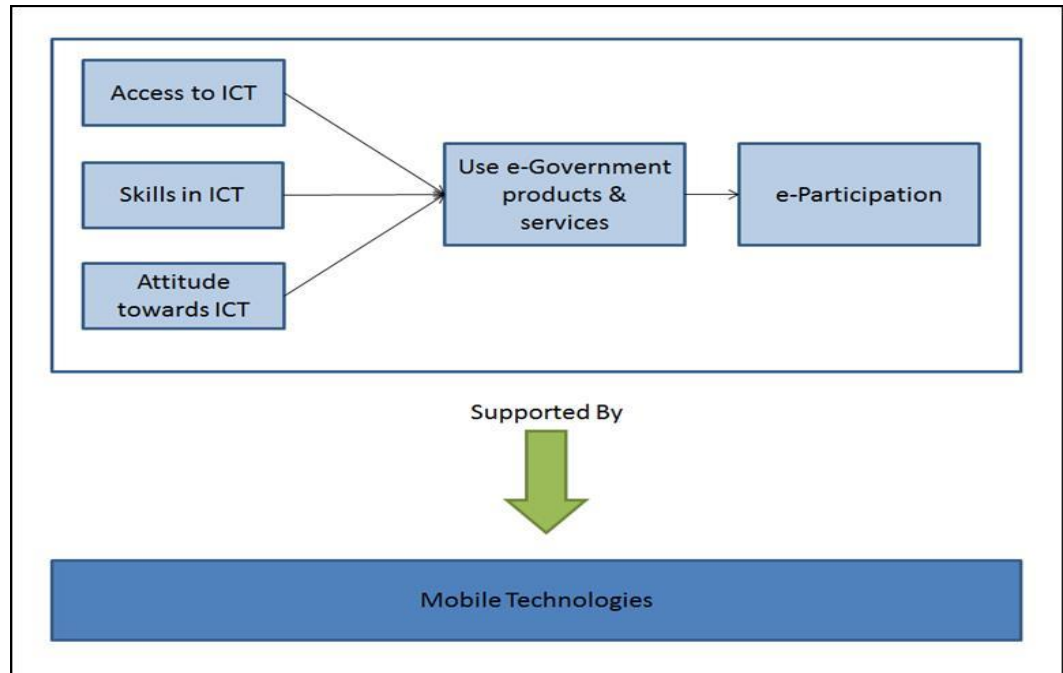 Access to ICT
Skills in ICT
Attitude
towards ICT
Use e-Government
products &
services
e-Participation
Supported By
Mobile Technologies